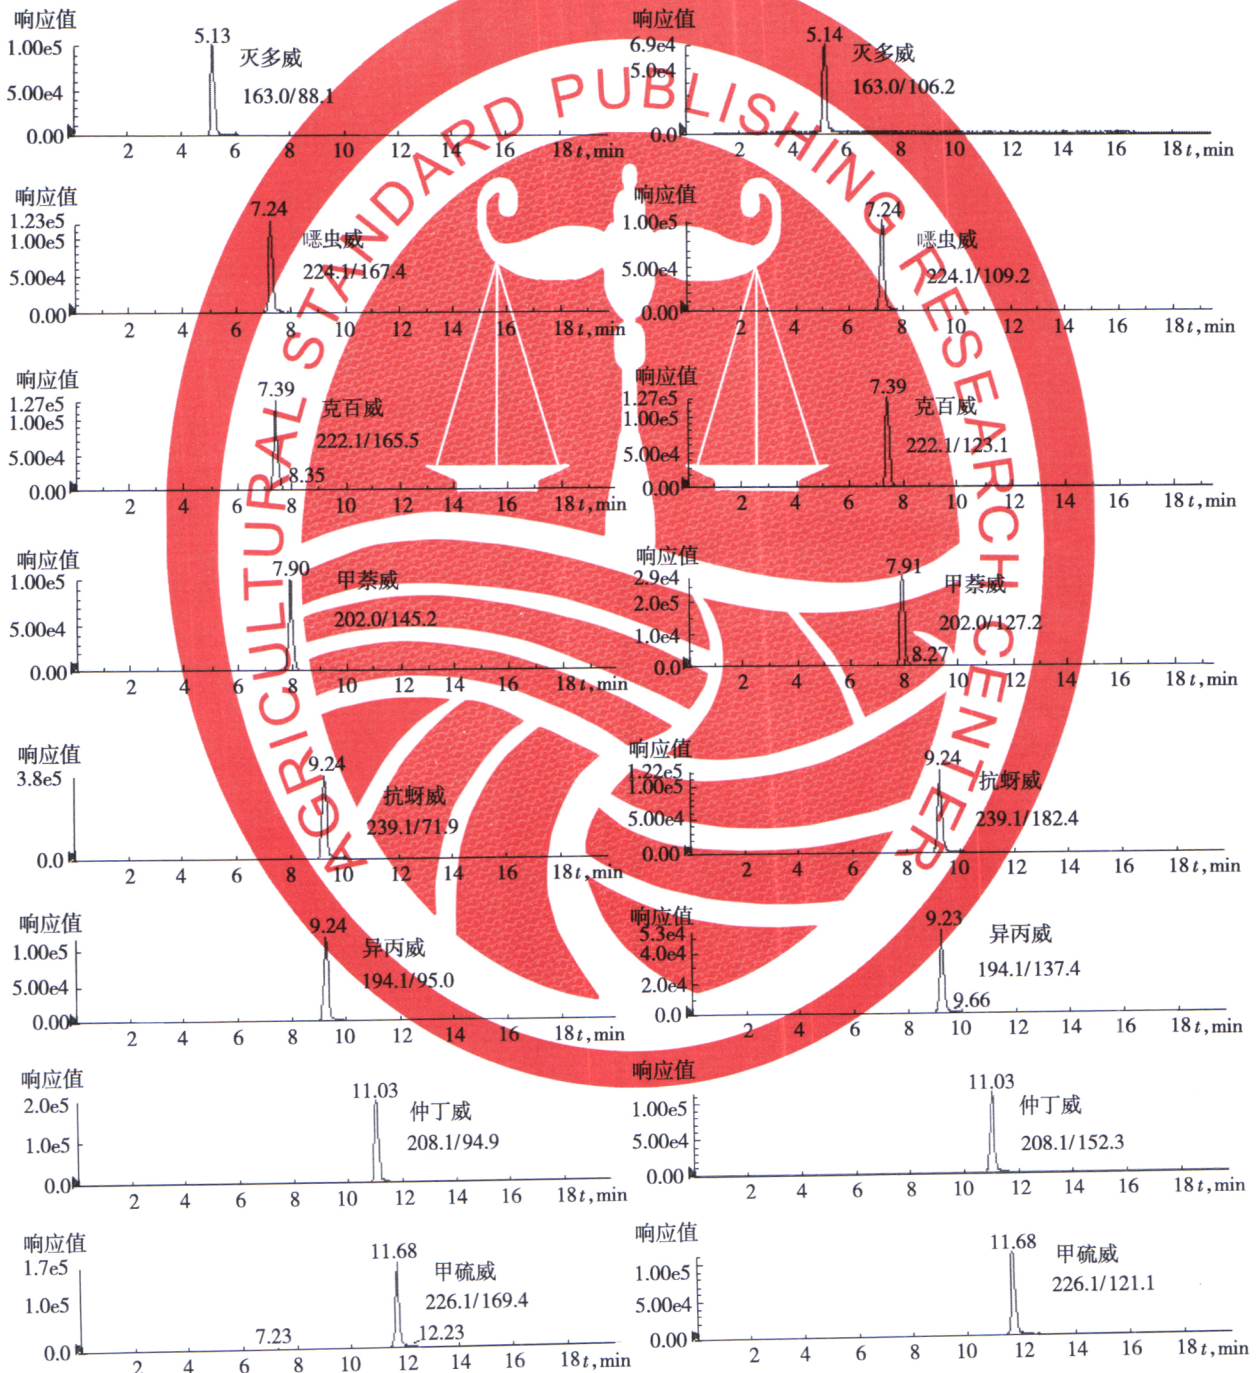 响应值 响应值
1.00e5 5.13 灭多威 6.9e4 5.14 灭多威
5.00e4 163.0/88.1 5.0e4 163.0/106.2
0.00 0.0
2 4 6 8 10 12 14 16 18 t,min 2 4 6 8 10 12 14 16 18 t,min
响应值 响应值
1.23e5 7.24 7.24
1.00e5 噁虫威 1.00e5 噁虫威
224.1/167.4 5.00e4 224.1/109.2
0.00 0.00
2 4 6 8 10 12 14 16 18 t,min 2 4 6 8 10 12 14 16 18 t,min
响应值 响应值
1.27e5 7.39 克百威 1.27e5 7.39 克百威
1.00e5 222.1/165.5 1.00e5 222.1/123.1
5.00e4 8.35 5.00e4
0.00 0.00
2 4 6 8 10 12 14 16 18 t,min 2 4 6 8 10 12 14 16 18 t,min
响应值 响应值
1.00e5 7.90 甲萘威 2.9e4 7.91 甲萘威
5.00e4 202.0/145.2 2.0e5 202.0/127.2
1.0e4 8.27
0.00 0.0
2 4 6 8 10 12 14 16 18 t,min 2 4 6 8 10 12 14 16 18 t,min
响应值 响应值
3.8e5 9.24 抗蚜威 1.22e5 9.24 抗蚜威
239.1/71.9 1.00e5 239.1/182.4
5.00e4
0.0 0.00
2 4 6 8 10 12 14 16 18 t,min 2 4 6 8 10 12 14 16 18 t,min
响应值 响应值
9.24 异丙威 5.3e4 9.23 异丙威
1.00e5 194.1/95.0 4.0e4 194.1/137.4
5.00e4 2.0e4 9.66
0.00 0.0
2 4 6 8 10 12 14 16 18 t,min 2 4 6 8 10 12 14 16 18 t,min
响应值 响应值
2.0e5 11.03 仲丁威 1.00e5 11.03 仲丁威
1.0e5 208.1/94.9 5.00e4 208.1/152.3
0.0 0.00
2 4 6 8 10 12 14 16 18 t,min 2 4 6 8 10 12 14 16 18 t,min
响应值 响应值
1.7e5 11.68 甲硫威 11.68 甲硫威
1.0e5 226.1/169.4 1.00e5 226.1/121.1
7.23 12.23 5.00e4
0.0 0.00
2 4 6 8 10 12 14 16 18 t,min 2 4 6 8 10 12 14 16 18 t,min
AGRICULTURAL STANDARD PUBLISHING RESEARCH CENTER